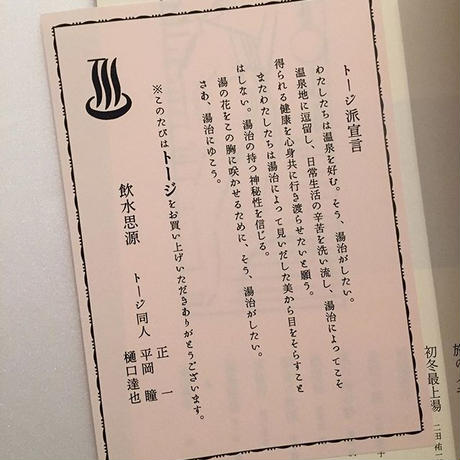 トージ派宣言
わたしたちは温泉を好む。そう、湯治がしたい。
温泉地に逗留し、日常生活の辛苦を洗い流し、湯治によってこそ
得られる健康を心身共に行き渡らせたいと願う。
またわたしたちは湯治によって見いだした美から目をそらすこと
はしない。湯治の持つ神秘性を信じる。
湯の花をこの胸に咲かせるために、そう、湯治がしたい。
さあ、湯治にゆこう。
※このたびはトージをお買い上げいただきありがとうございます。
飲水思源
トージ同人
正一
平岡瞳
樋口達也
初冬最上湯